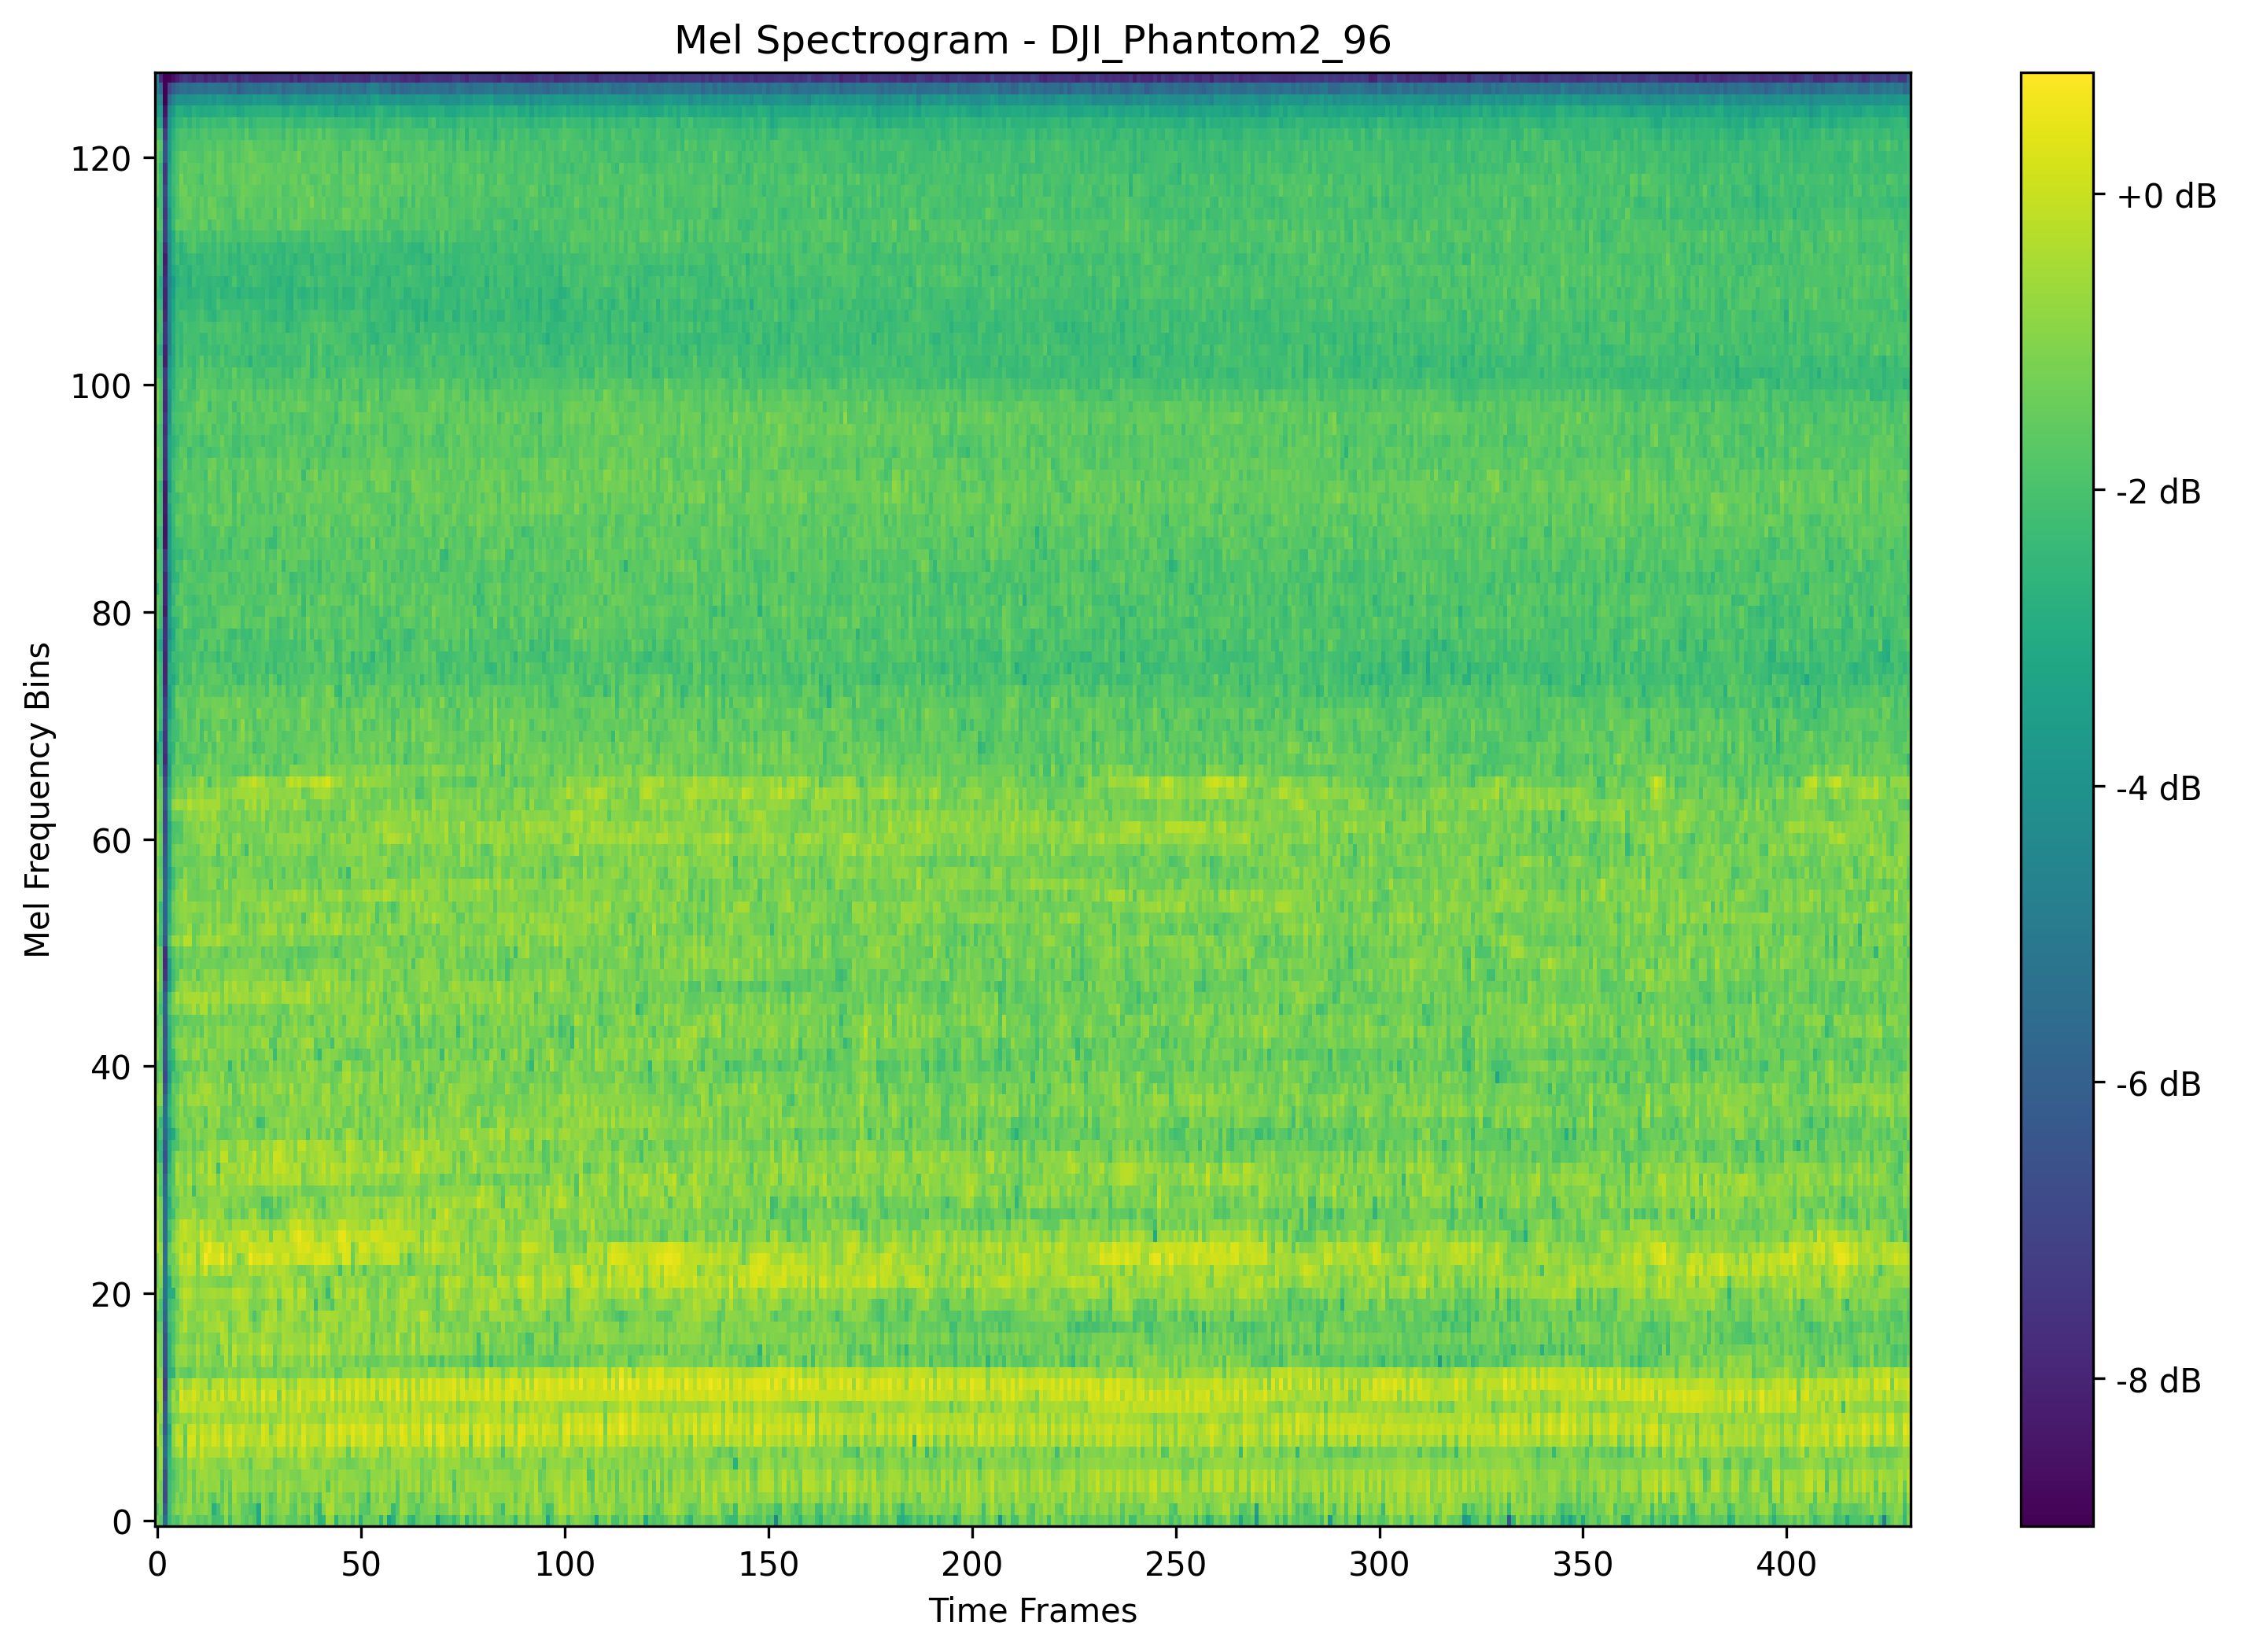 Mel Spectrogram - DJI_Phantom2_96
Mel Frequency Bins
120
100
80
60
40
20
0
0 50 100 150 200 250 300 350 400
Time Frames
+0 dB
-2 dB
-4 dB
-6 dB
-8 dB